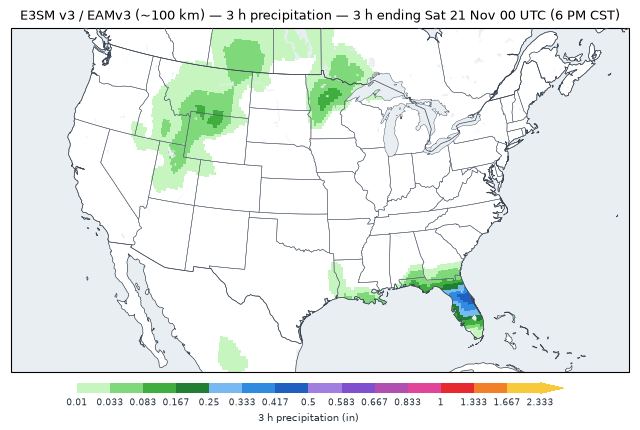 E3SM v3 / EAMv3 (~100 km) — 3 h precipitation — 3 h ending Sat 21 Nov 00 UTC (6 PM CST)
0.01 0.033 0.083 0.167 0.25 0.333 0.417 0.5 0.583 0.667 0.833 1 1.333 1.667 2.333
3 h precipitation (in)